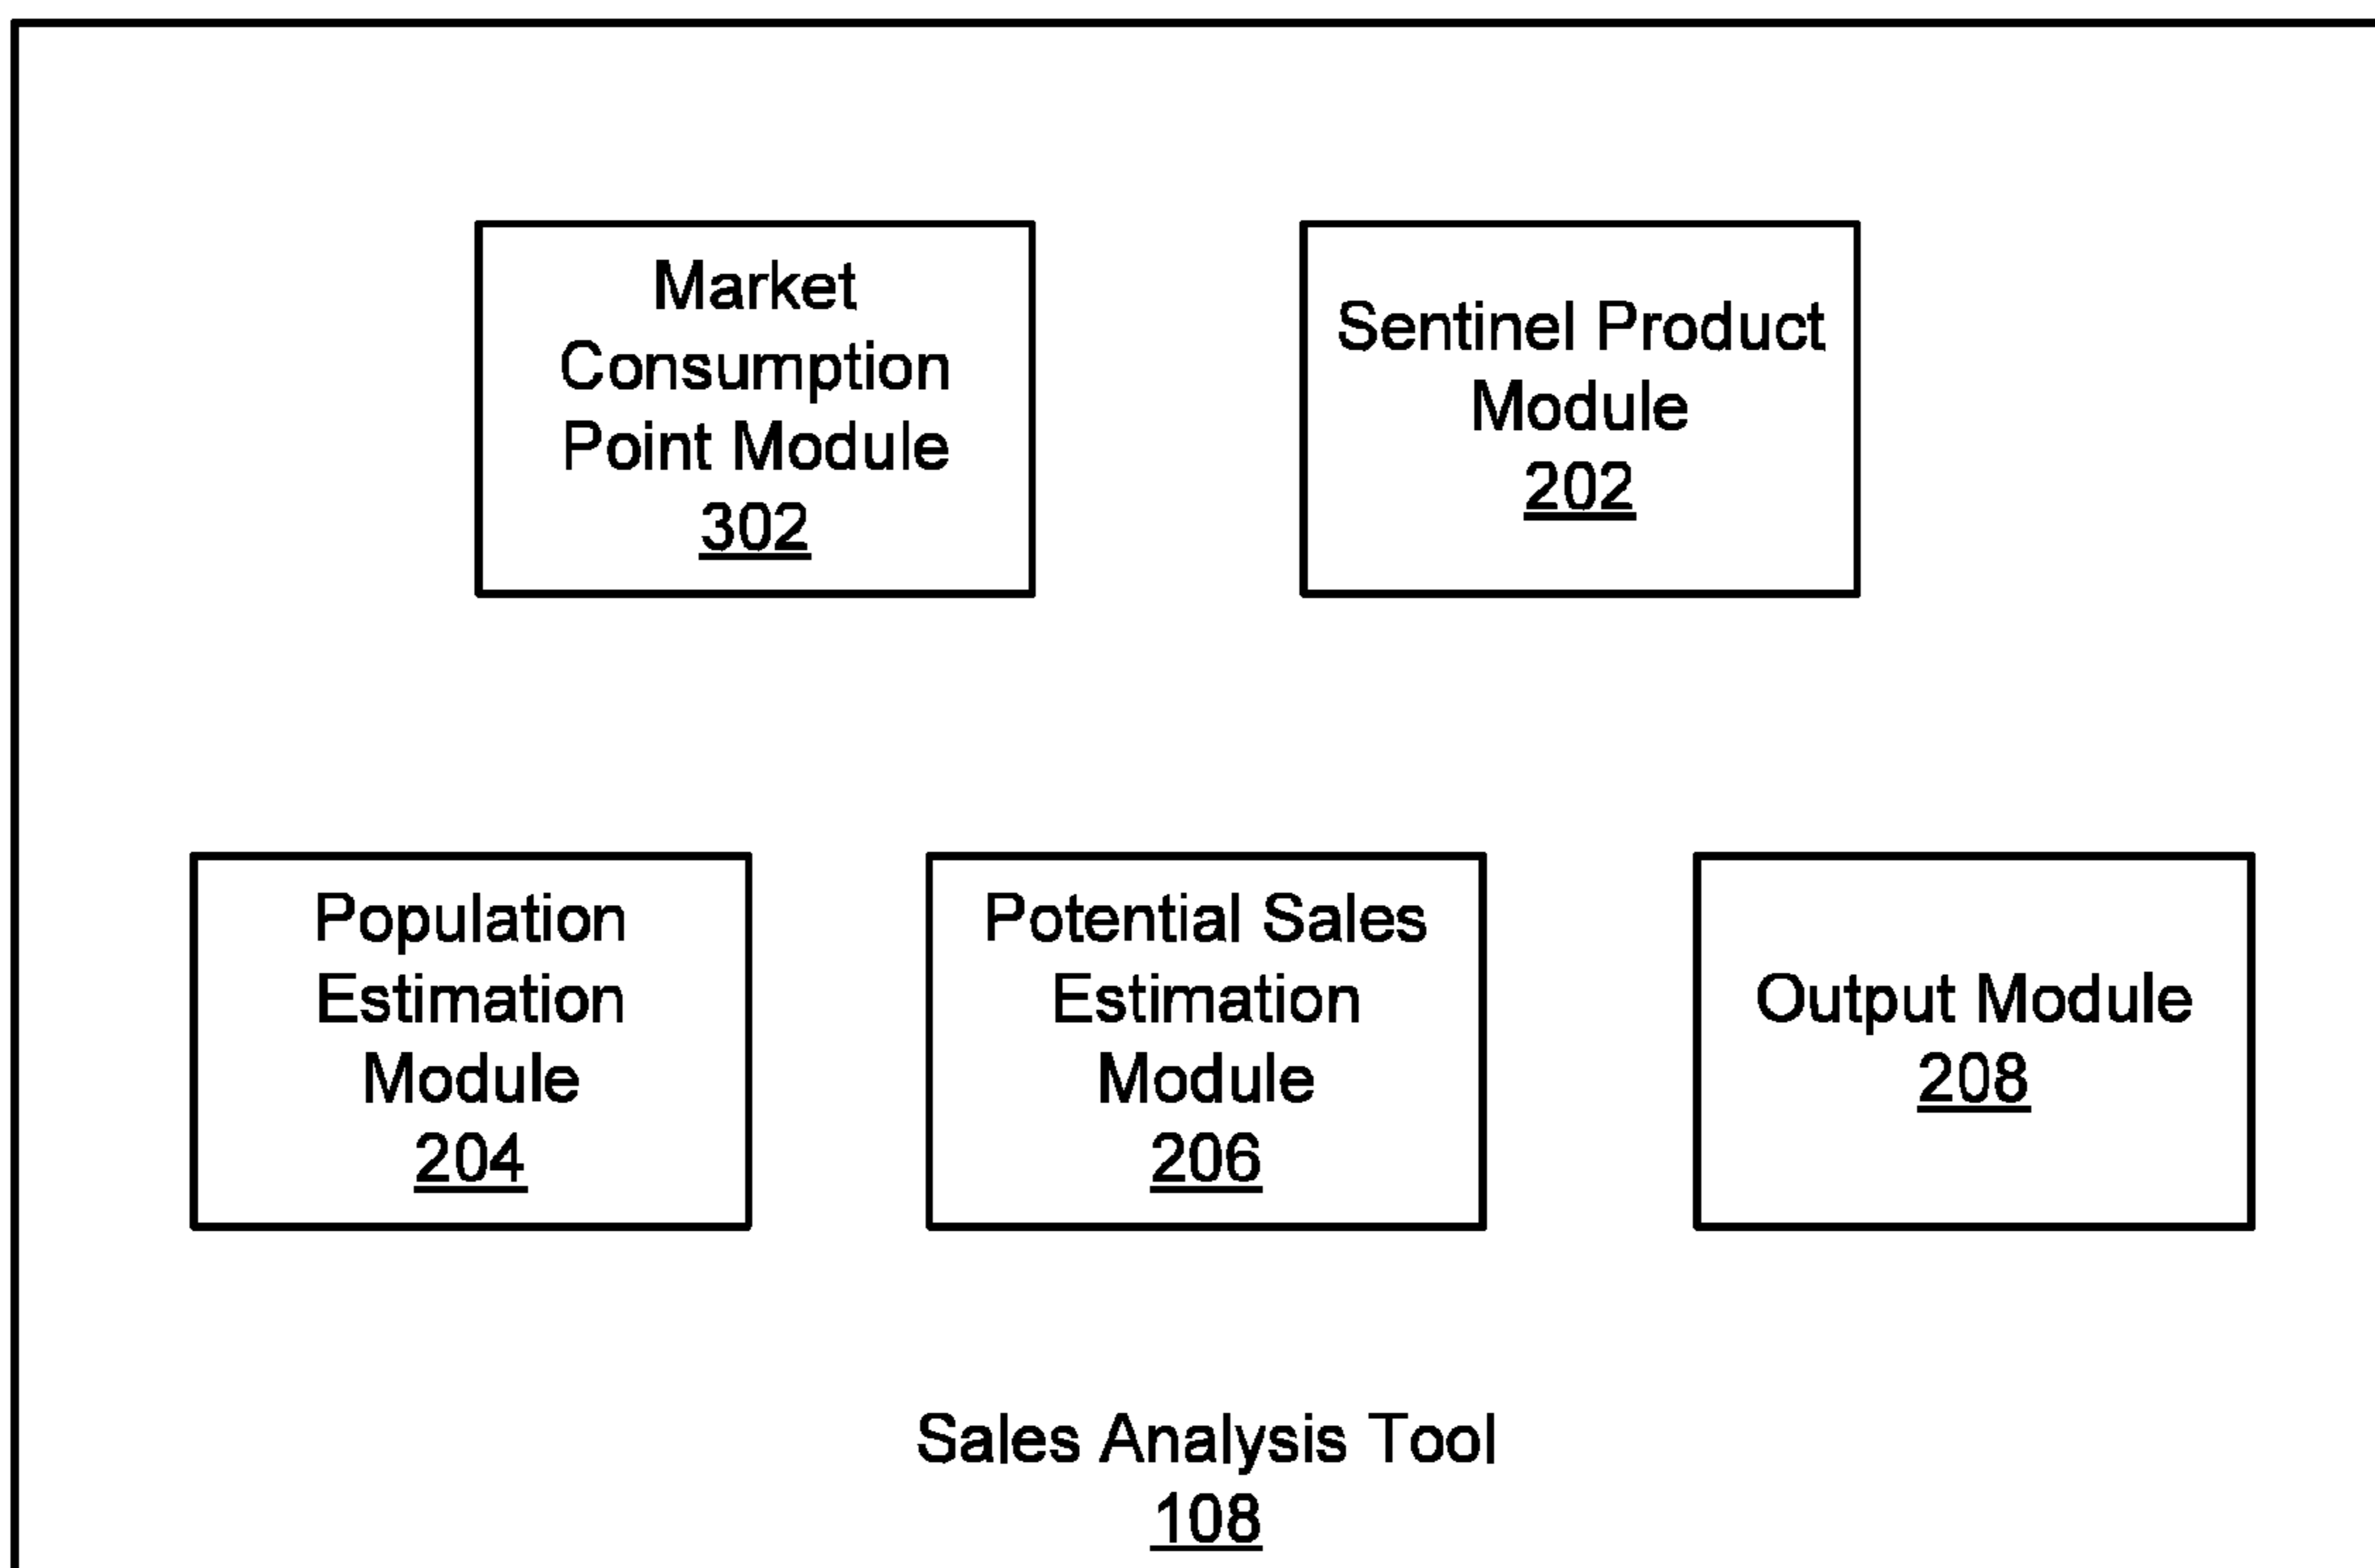 Market
Consumption
Point Module
302
Sentinel Product
Module
202
Population
Estimation
Module
204
Potential Sales
Estimation
Module
206
Output Module
208
Sales Analysis Tool
108